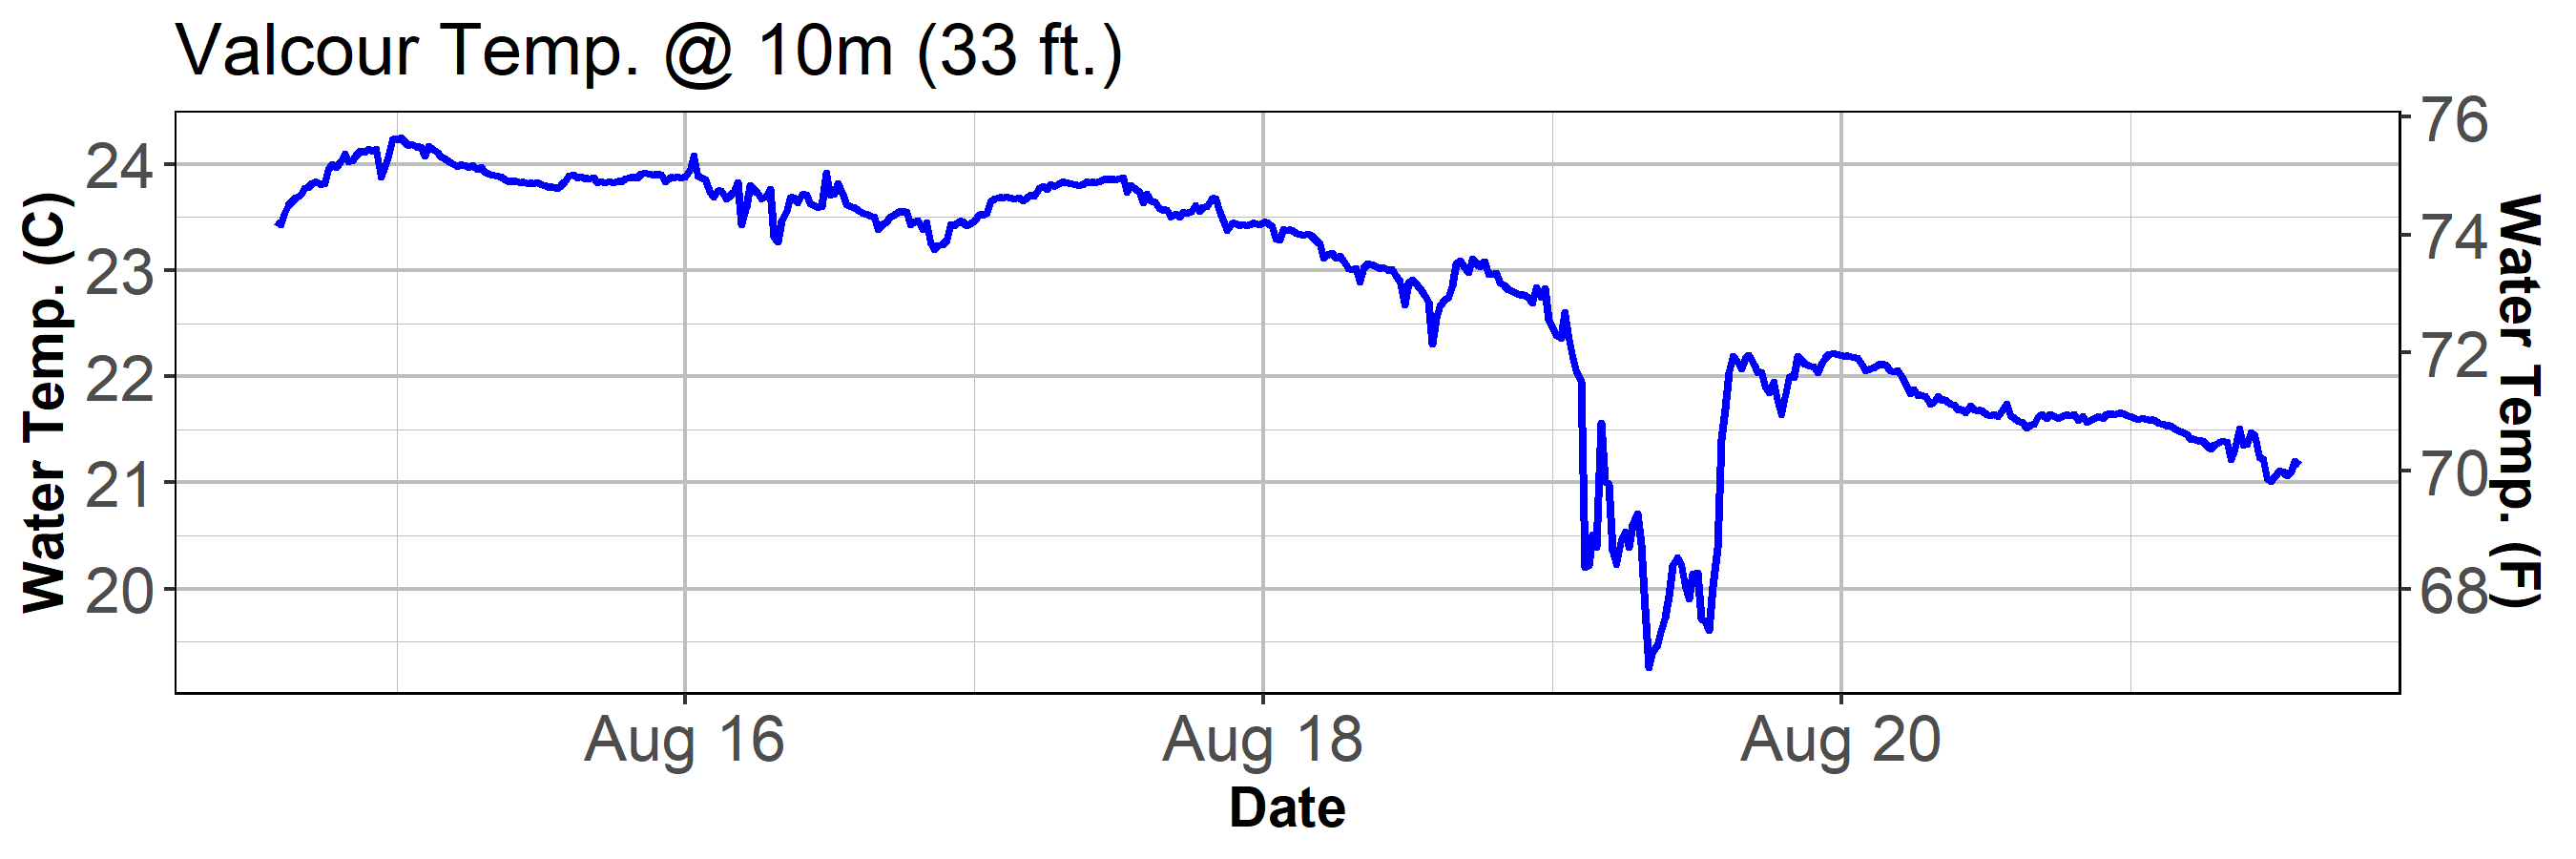 Valcour Temp. @ 10m (33 ft.)
Water Temp. (C)
24
23
22
21
20
76
74
72
70
68
Water Temp. (F)
Aug 16
Aug 18
Aug 20
Date